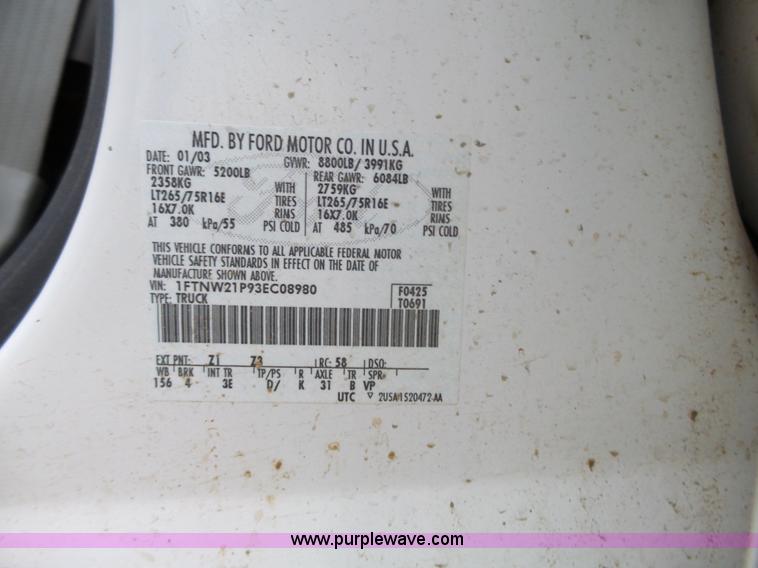 MFD. BY FORD MOTOR CO. IN U.S.A.
DATE: 01/03 GVWR: 8800LB/ 3991KG
FRONT GAWR: 5200LB REAR GAWR: 6084LB
2358KG WITH 2759KG WITH
LT265/75R16E TIRES LT265/75R16E TIRES
16X7.0K RIMS 16X7.0K RIMS
AT 380 kPa/55 PSI COLD AT 485 kPa/70 PSI COLD
THIS VEHICLE CONFORMS TO ALL APPLICABLE FEDERAL MOTOR
VEHICLE SAFETY STANDARDS IN EFFECT ON THE DATE OF
MANUFACTURE SHOWN ABOVE.
VIN: 1FTNW21P93EC08980 F0425
TYPE: TRUCK T0691
EXT PNT: Z1 Z3 RC: 58 DSO:
WB BRK INT TR TP/PS R AXLE TR SPR
156 4 3E D/ K 31 B VP
UTC ▽ 2USA1520472-AA
www.purplewave.com